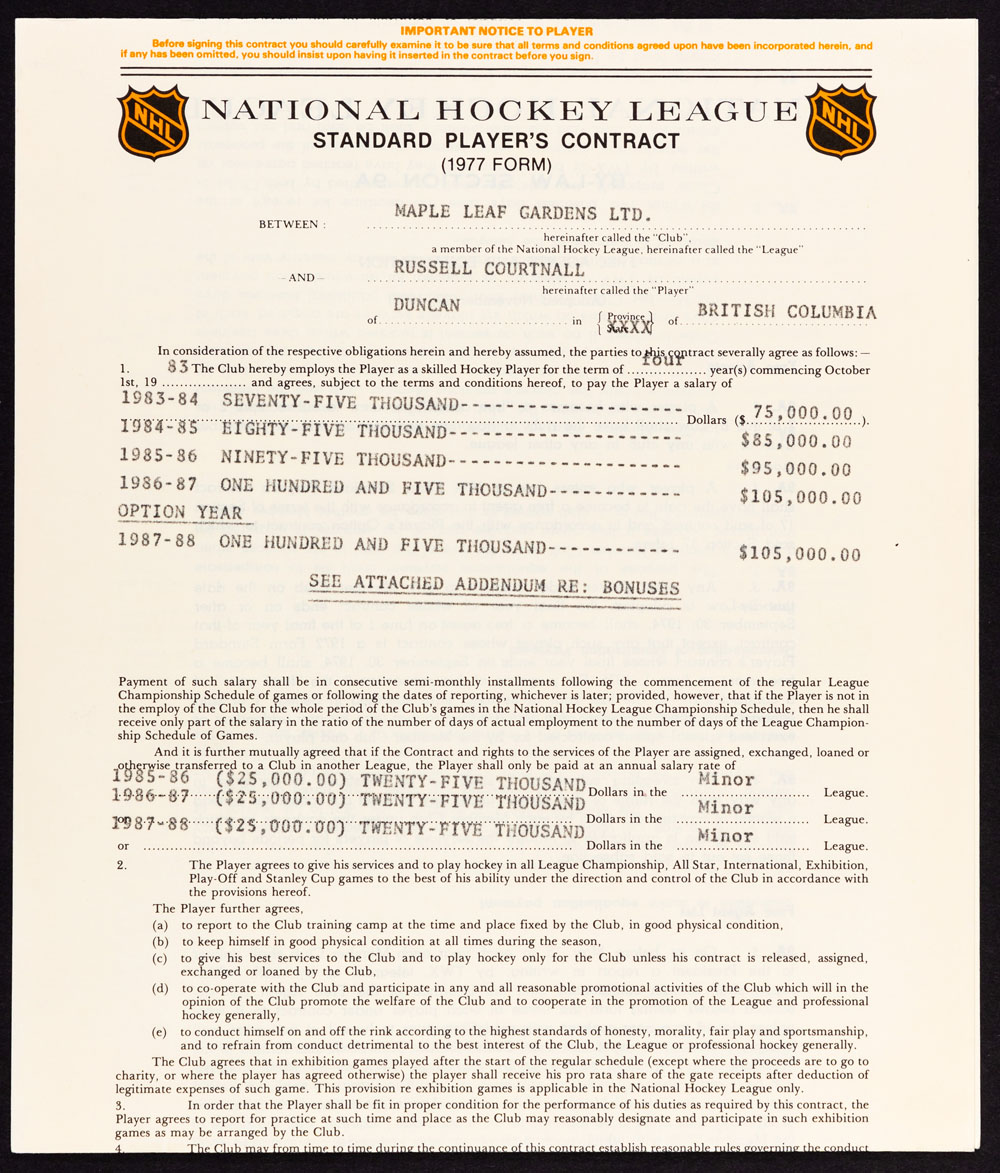 IMPORTANT NOTICE TO PLAYER
Before signing this contract you should carefully examine it to be sure that all terms and conditions agreed upon have been incorporated herein, and
if any has been omitted, you should insist upon having it inserted in the contract before you sign.
NHL NATIONAL HOCKEY LEAGUE NHL
STANDARD PLAYER'S CONTRACT
(1977 FORM)
MAPLE LEAF GARDENS LTD.
BETWEEN :
hereinafter called the "Club",
a member of the National Hockey League, hereinafter called the "League"
RUSSELL COURTNALL
– AND –
hereinafter called the "Player"
DUNCAN BRITISH COLUMBIA
of in { Province } of
{ State }
In consideration of the respective obligations herein and hereby assumed, the parties to this contract severally agree as follows: —
four
1. 83 The Club hereby employs the Player as a skilled Hockey Player for the term of .................. year(s) commencing October
1st, 19 ................... and agrees, subject to the terms and conditions hereof, to pay the Player a salary of
1983-84 SEVENTY-FIVE THOUSAND------------------- Dollars ($ 75,000.00 ).
1984-85 EIGHTY-FIVE THOUSAND-------------------- $85,000.00
1985-86 NINETY-FIVE THOUSAND-------------------- $95,000.00
1986-87 ONE HUNDRED AND FIVE THOUSAND------------ $105,000.00
OPTION YEAR
1987-88 ONE HUNDRED AND FIVE THOUSAND------------ $105,000.00
SEE ATTACHED ADDENDUM RE: BONUSES
Payment of such salary shall be in consecutive semi-monthly installments following the commencement of the regular League
Championship Schedule of games or following the dates of reporting, whichever is later; provided, however, that if the Player is not in
the employ of the Club for the whole period of the Club's games in the National Hockey League Championship Schedule, then he shall
receive only part of the salary in the ratio of the number of days of actual employment to the number of days of the League Champion-
ship Schedule of Games.
And it is further mutually agreed that if the Contract and rights to the services of the Player are assigned, exchanged, loaned or
otherwise transferred to a Club in another League, the Player shall only be paid at an annual salary rate of
1985-86 ($25,000.00) TWENTY-FIVE THOUSAND Dollars in the Minor League.
1986-87 ($25,000.00) TWENTY-FIVE THOUSAND
or 1987-88 ($25,000.00) TWENTY-FIVE THOUSAND Dollars in the Minor League.
or Dollars in the Minor League.
2. The Player agrees to give his services and to play hockey in all League Championship, All Star, International, Exhibition,
Play-Off and Stanley Cup games to the best of his ability under the direction and control of the Club in accordance with
the provisions hereof.
The Player further agrees,
(a) to report to the Club training camp at the time and place fixed by the Club, in good physical condition,
(b) to keep himself in good physical condition at all times during the season,
(c) to give his best services to the Club and to play hockey only for the Club unless his contract is released, assigned,
exchanged or loaned by the Club,
(d) to co-operate with the Club and participate in any and all reasonable promotional activities of the Club which will in the
opinion of the Club promote the welfare of the Club and to cooperate in the promotion of the League and professional
hockey generally,
(e) to conduct himself on and off the rink according to the highest standards of honesty, morality, fair play and sportsmanship,
and to refrain from conduct detrimental to the best interest of the Club, the League or professional hockey generally.
The Club agrees that in exhibition games played after the start of the regular schedule (except where the proceeds are to go to
charity, or where the player has agreed otherwise) the player shall receive his pro rata share of the gate receipts after deduction of
legitimate expenses of such game. This provision re exhibition games is applicable in the National Hockey League only.
3. In order that the Player shall be fit in proper condition for the performance of his duties as required by this contract, the
Player agrees to report for practice at such time and place as the Club may reasonably designate and participate in such exhibition
games as may be arranged by the Club.
4. The Club may from time to time during the continuance of this contract establish reasonable rules governing the conduct